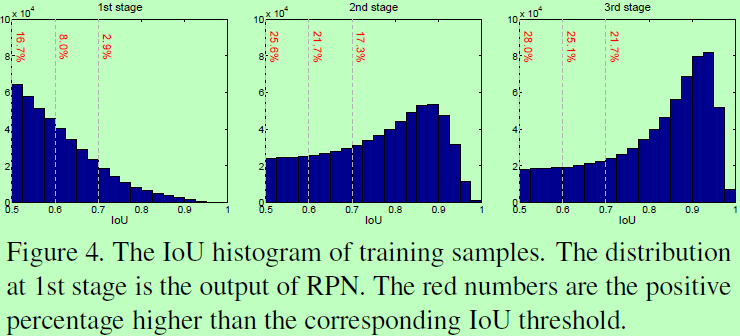 1st stage
2nd stage
3rd stage
10 x 10^4
8
6
4
2
0
16.7%
8.0%
2.9%
0.5 0.6 0.7 0.8 0.9 1
IoU
10 x 10^4
8
6
4
2
0
25.6%
21.7%
17.3%
0.5 0.6 0.7 0.8 0.9 1
IoU
10 x 10^4
8
6
4
2
0
28.0%
25.1%
21.7%
0.5 0.6 0.7 0.8 0.9 1
IoU
Figure 4. The IoU histogram of training samples. The distribution
at 1st stage is the output of RPN. The red numbers are the positive
percentage higher than the corresponding IoU threshold.